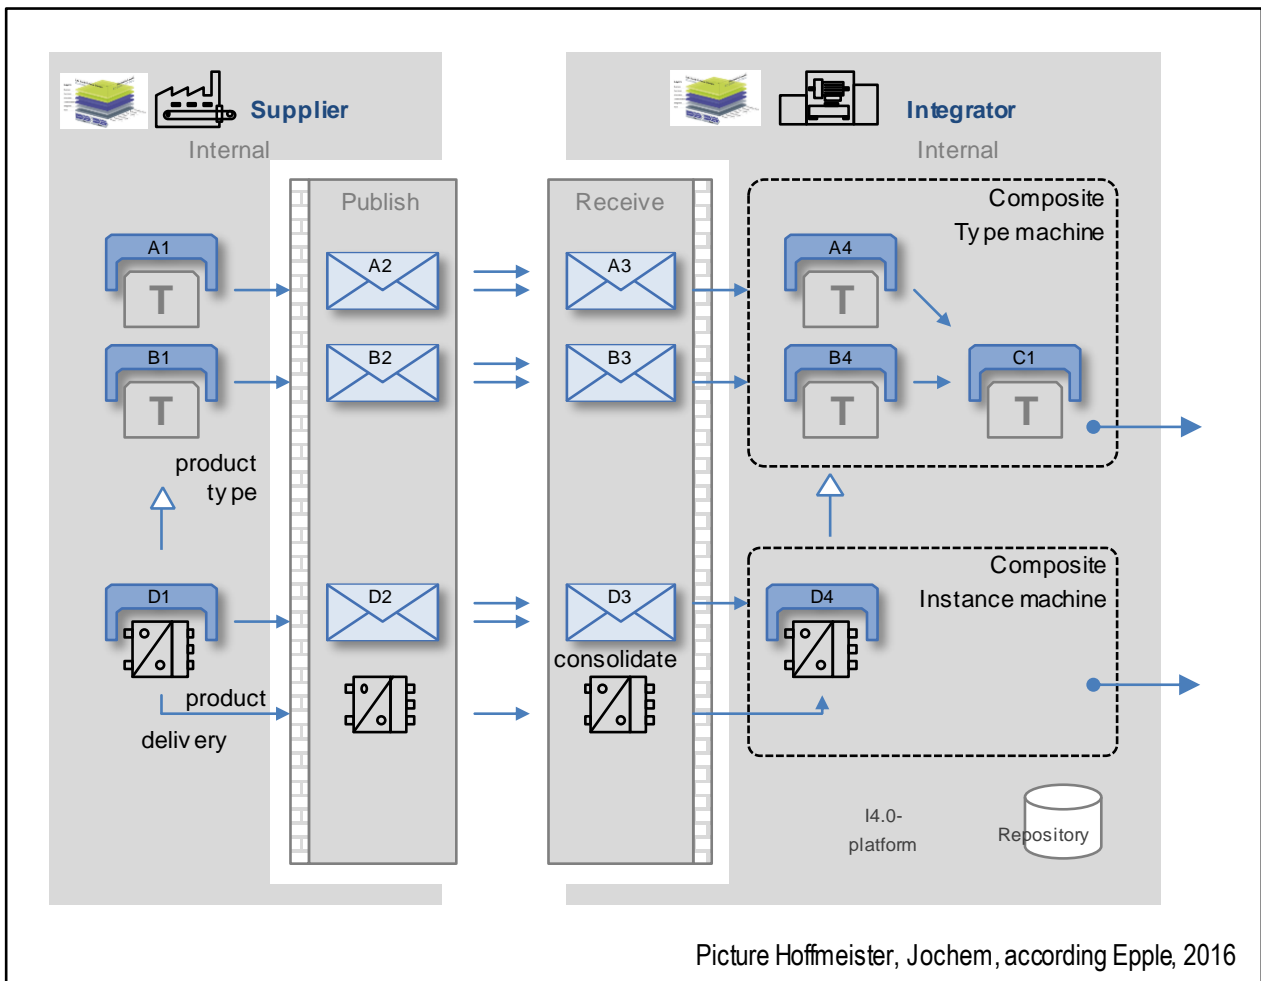 Supplier
Integrator
Internal
Internal
Publish
Receive
Composite
Type machine
A1
A2
A3
A4
T
T
B1
B2
B3
B4
C1
T
T
T
product
type
Composite
Instance machine
D1
D2
D3
D4
consolidate
product
delivery
I4.0-
platform
Repository
Picture Hoffmeister, Jochem, according Epple, 2016